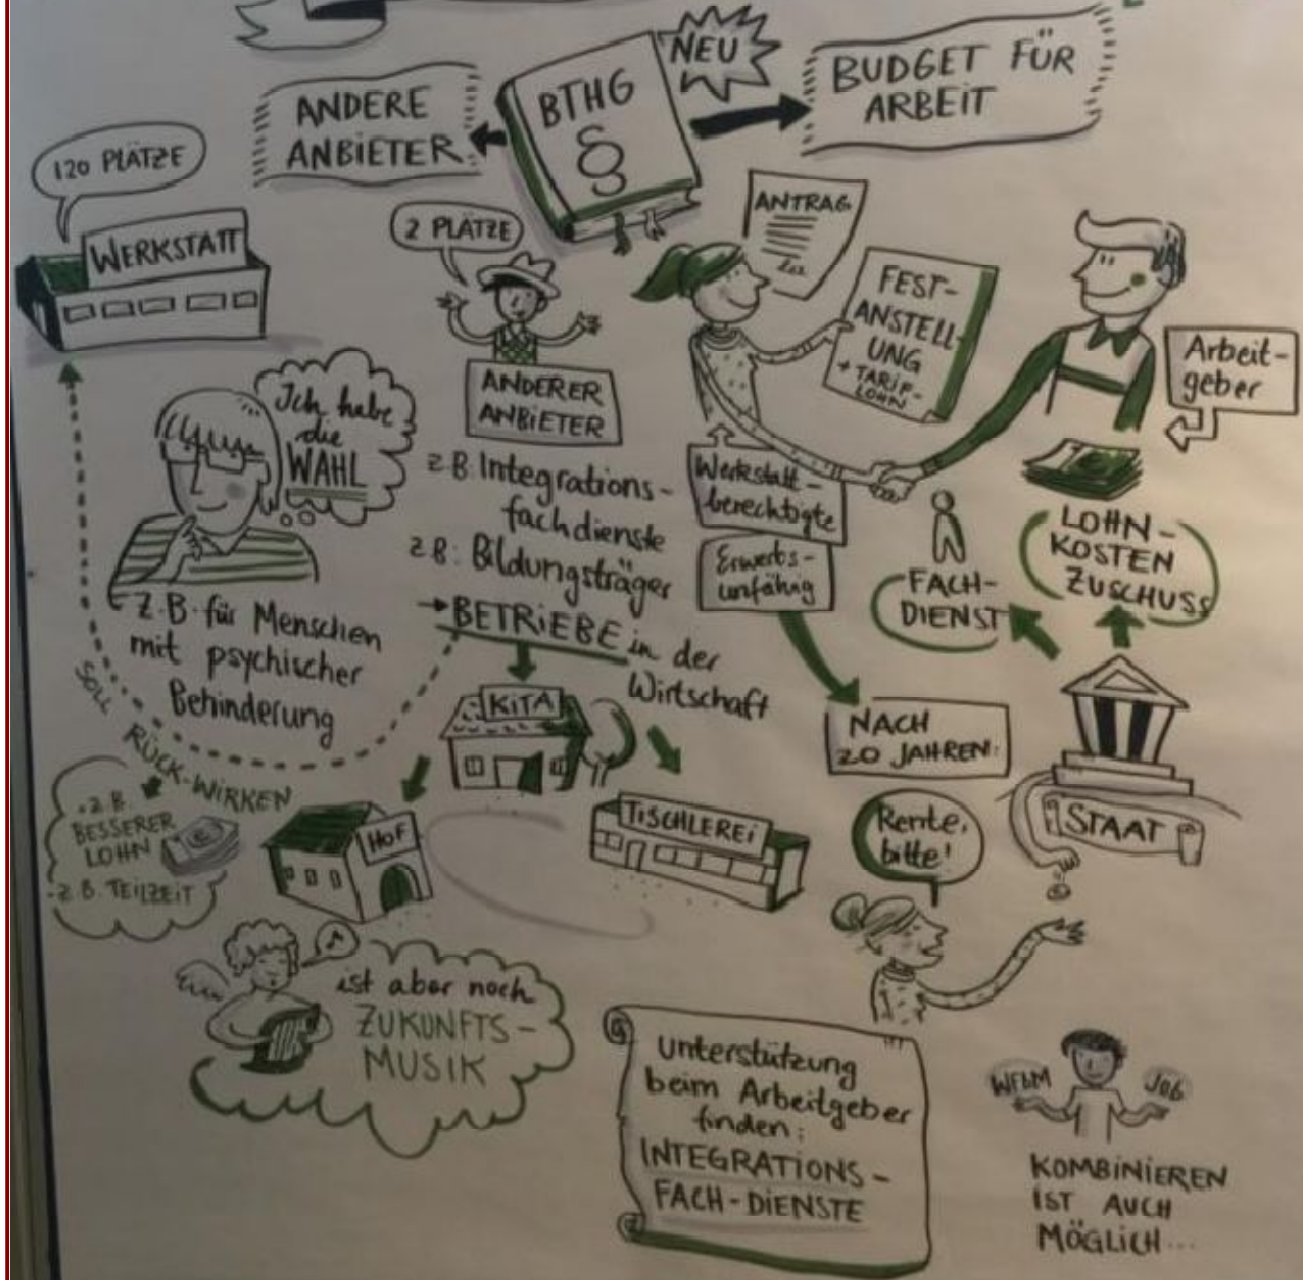 NEU
BTHG
§
ANDERE
ANBIETER
BUDGET FÜR
ARBEIT
120 PLÄTZE
WERKSTATT
2 PLÄTZE
ANDERER
ANBIETER
Ich habe
die
WAHL
z.B. für Menschen
mit psychischer
Behinderung
z B. Integrations-
fachdienste
z B. Bildungsträger
→ BETRIEBE in der
Wirtschaft
KITA
HOF
TISCHLEREI
SOLL
RÜCK-WIRKEN
• z.B.
BESSERER
LOHN
• z.B. TEILZEIT
ist aber noch
ZUKUNFTS-
MUSIK
ANTRAG
FEST-
ANSTELL-
UNG
+ TARIF-
LOHN
Arbeit-
geber
Werkstatt-
berechtigte
Erwerbs-
unfähig
FACH-
DIENST
LOHN-
KOSTEN
ZUSCHUSS
NACH
20 JAHREN:
STAAT
Rente,
bitte!
unterstützung
beim Arbeitgeber
finden:
INTEGRATIONS-
FACH-DIENSTE
WFBM
JOB
KOMBINIEREN
IST AUCH
MÖGLICH...